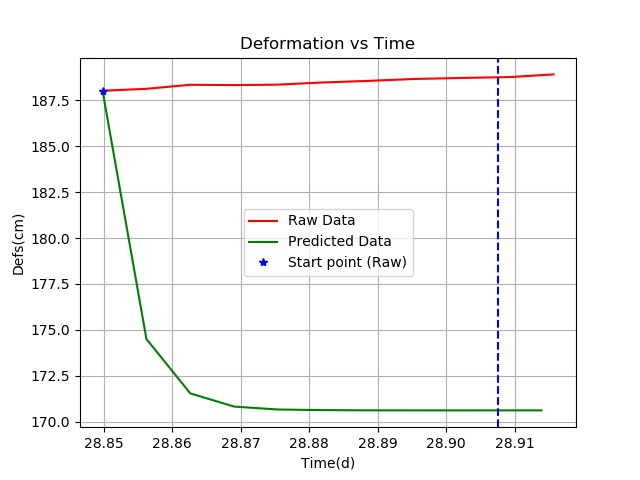 Deformation vs Time
Defs(cm)
187.5
185.0
182.5
180.0
177.5
175.0
172.5
170.0
Raw Data
Predicted Data
Start point (Raw)
28.85 28.86 28.87 28.88 28.89 28.90 28.91
Time(d)